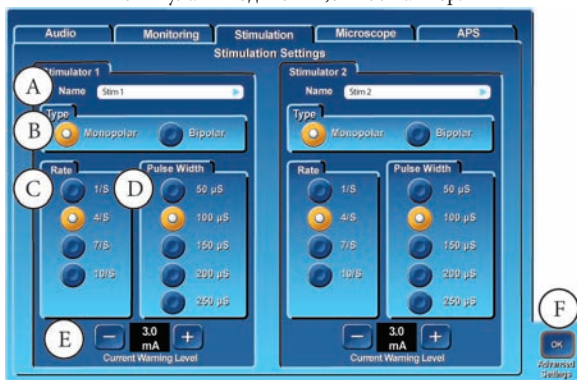 Audio Monitoring Stimulation Microscope APS
Stimulation Settings
Stimulator 1
A Name Stim 1
Type
B Monopolar Bipolar
C Rate D Pulse Width
1/S 50 µS
4/S 100 µS
7/S 150 µS
10/S 200 µS
250 µS
E − 3.0 mA +
Current Warning Level
Stimulator 2
Name Stim 2
Type
Monopolar Bipolar
Rate Pulse Width
1/S 50 µS
4/S 100 µS
7/S 150 µS
10/S 200 µS
250 µS
− 3.0 mA +
Current Warning Level
F
OK
Advanced
Settings